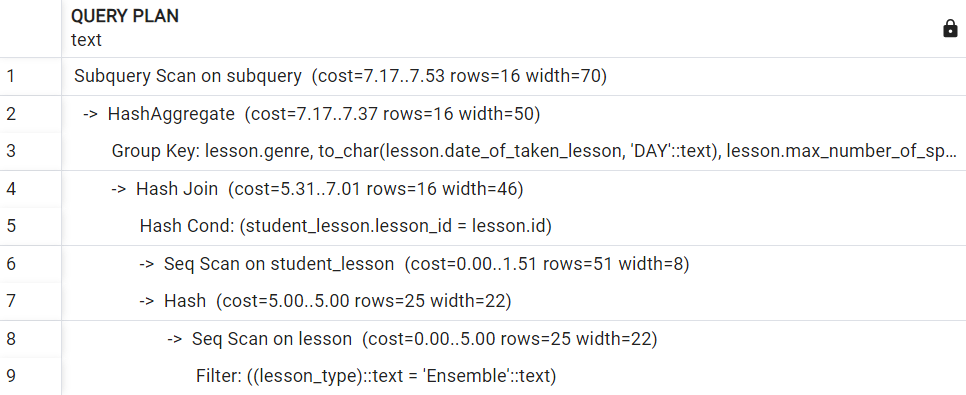 QUERY PLAN
text
1 Subquery Scan on subquery (cost=7.17..7.53 rows=16 width=70)
2 -> HashAggregate (cost=7.17..7.37 rows=16 width=50)
3 Group Key: lesson.genre, to_char(lesson.date_of_taken_lesson, 'DAY'::text), lesson.max_number_of_sp...
4 -> Hash Join (cost=5.31..7.01 rows=16 width=46)
5 Hash Cond: (student_lesson.lesson_id = lesson.id)
6 -> Seq Scan on student_lesson (cost=0.00..1.51 rows=51 width=8)
7 -> Hash (cost=5.00..5.00 rows=25 width=22)
8 -> Seq Scan on lesson (cost=0.00..5.00 rows=25 width=22)
9 Filter: ((lesson_type)::text = 'Ensemble'::text)